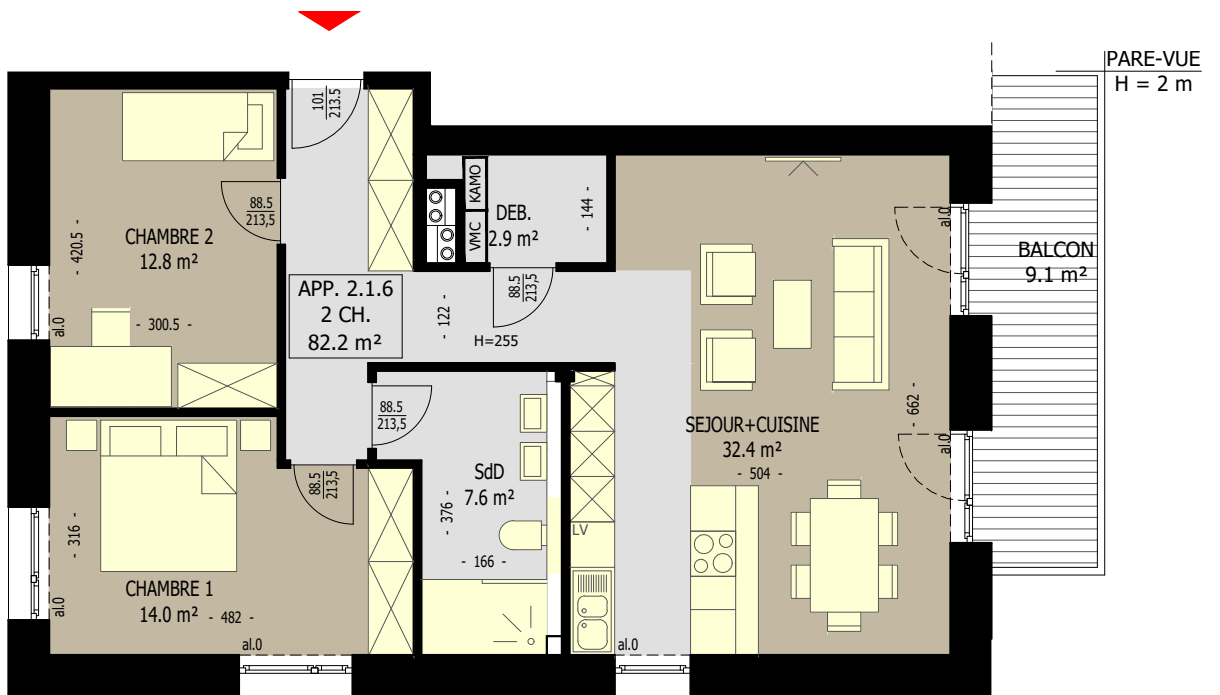 PARE-VUE
H = 2 m
101
213.5
CHAMBRE 2
12.8 m²
- 420.5 -
- 300.5 -
al.0
88.5
213,5
KAMO
VMC
DEB.
2.9 m²
- 144 -
88.5
213,5
APP. 2.1.6
2 CH.
82.2 m²
- 122 -
H=255
BALCON
9.1 m²
al.0
al.0
SEJOUR+CUISINE
32.4 m²
- 504 -
- 662 -
88.5
213,5
SdD
7.6 m²
- 376 -
- 166 -
LV
88.5
213,5
CHAMBRE 1
14.0 m²
- 482 -
- 316 -
al.0
al.0
al.0